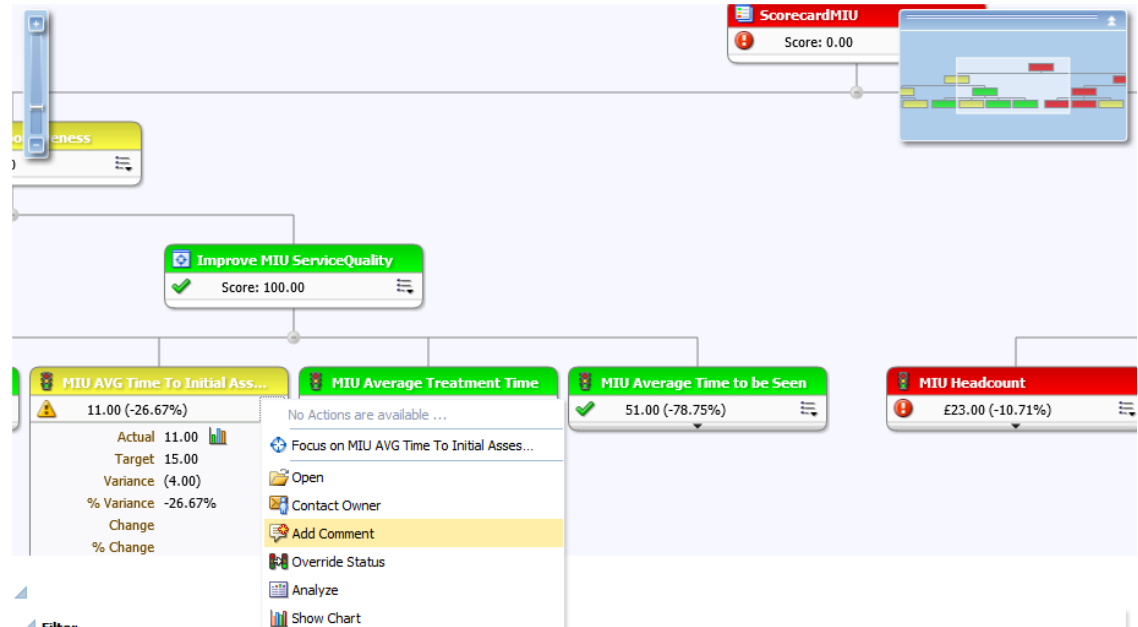 ScorecardMIU
Score: 0.00
eness
Improve MIU ServiceQuality
Score: 100.00
MIU AVG Time To Initial Ass...
11.00 (-26.67%)
Actual 11.00
Target 15.00
Variance (4.00)
% Variance -26.67%
Change
% Change
MIU Average Treatment Time
MIU Average Time to be Seen
51.00 (-78.75%)
MIU Headcount
£23.00 (-10.71%)
No Actions are available ...
Focus on MIU AVG Time To Initial Asses...
Open
Contact Owner
Add Comment
Override Status
Analyze
Show Chart
Filter